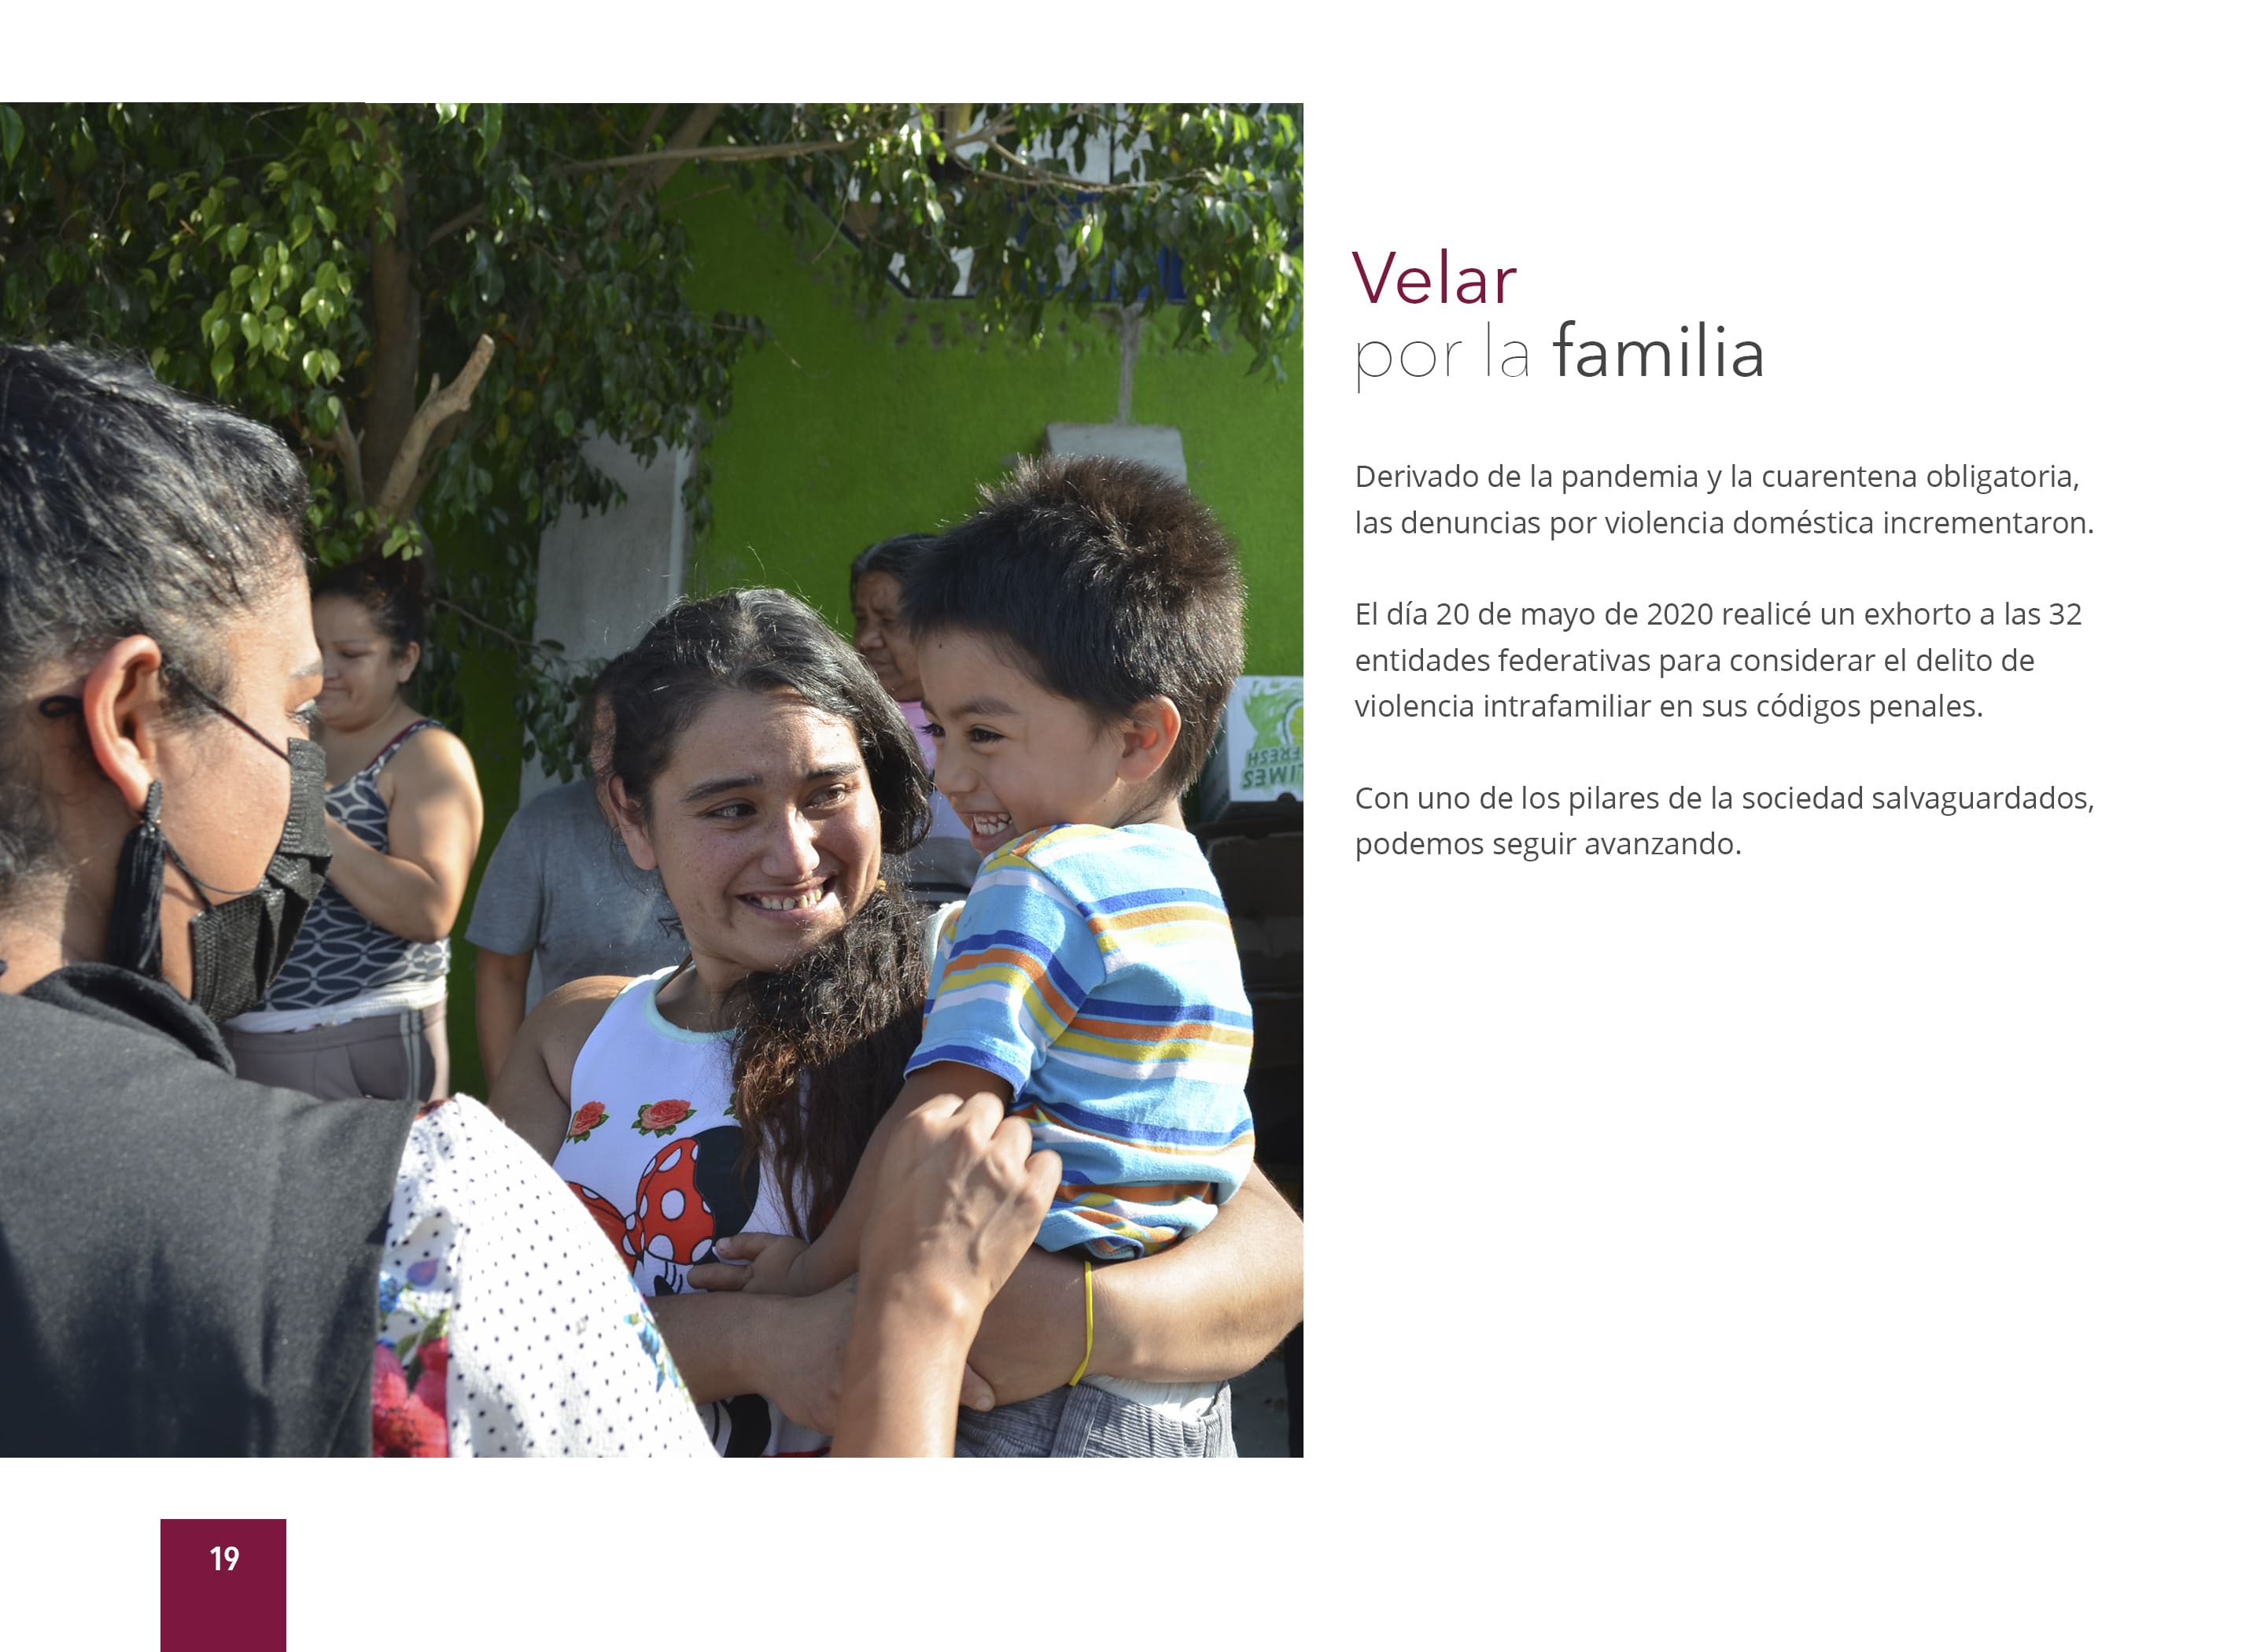 Velar
por la familia
Derivado de la pandemia y la cuarentena obligatoria,
las denuncias por violencia doméstica incrementaron.
El día 20 de mayo de 2020 realicé un exhorto a las 32
entidades federativas para considerar el delito de
violencia intrafamiliar en sus códigos penales.
Con uno de los pilares de la sociedad salvaguardados,
podemos seguir avanzando.
19